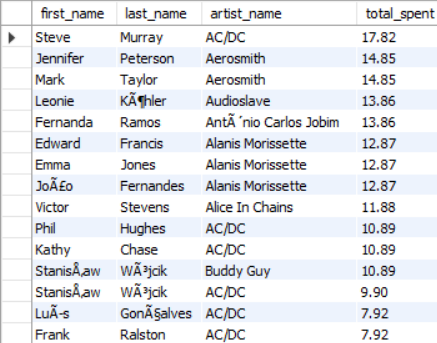 first_name last_name artist_name total_spent
Steve Murray AC/DC 17.82
Jennifer Peterson Aerosmith 14.85
Mark Taylor Aerosmith 14.85
Leonie KÃ¶hler Audioslave 13.86
Fernanda Ramos AntÃ´nio Carlos Jobim 13.86
Edward Francis Alanis Morissette 12.87
Emma Jones Alanis Morissette 12.87
JoÃ£o Fernandes Alanis Morissette 12.87
Victor Stevens Alice In Chains 11.88
Phil Hughes AC/DC 10.89
Kathy Chase AC/DC 10.89
StanisÅ‚aw WÃ³jcik Buddy Guy 10.89
StanisÅ‚aw WÃ³jcik AC/DC 9.90
LuÃ-s GonÃ§alves AC/DC 7.92
Frank Ralston AC/DC 7.92